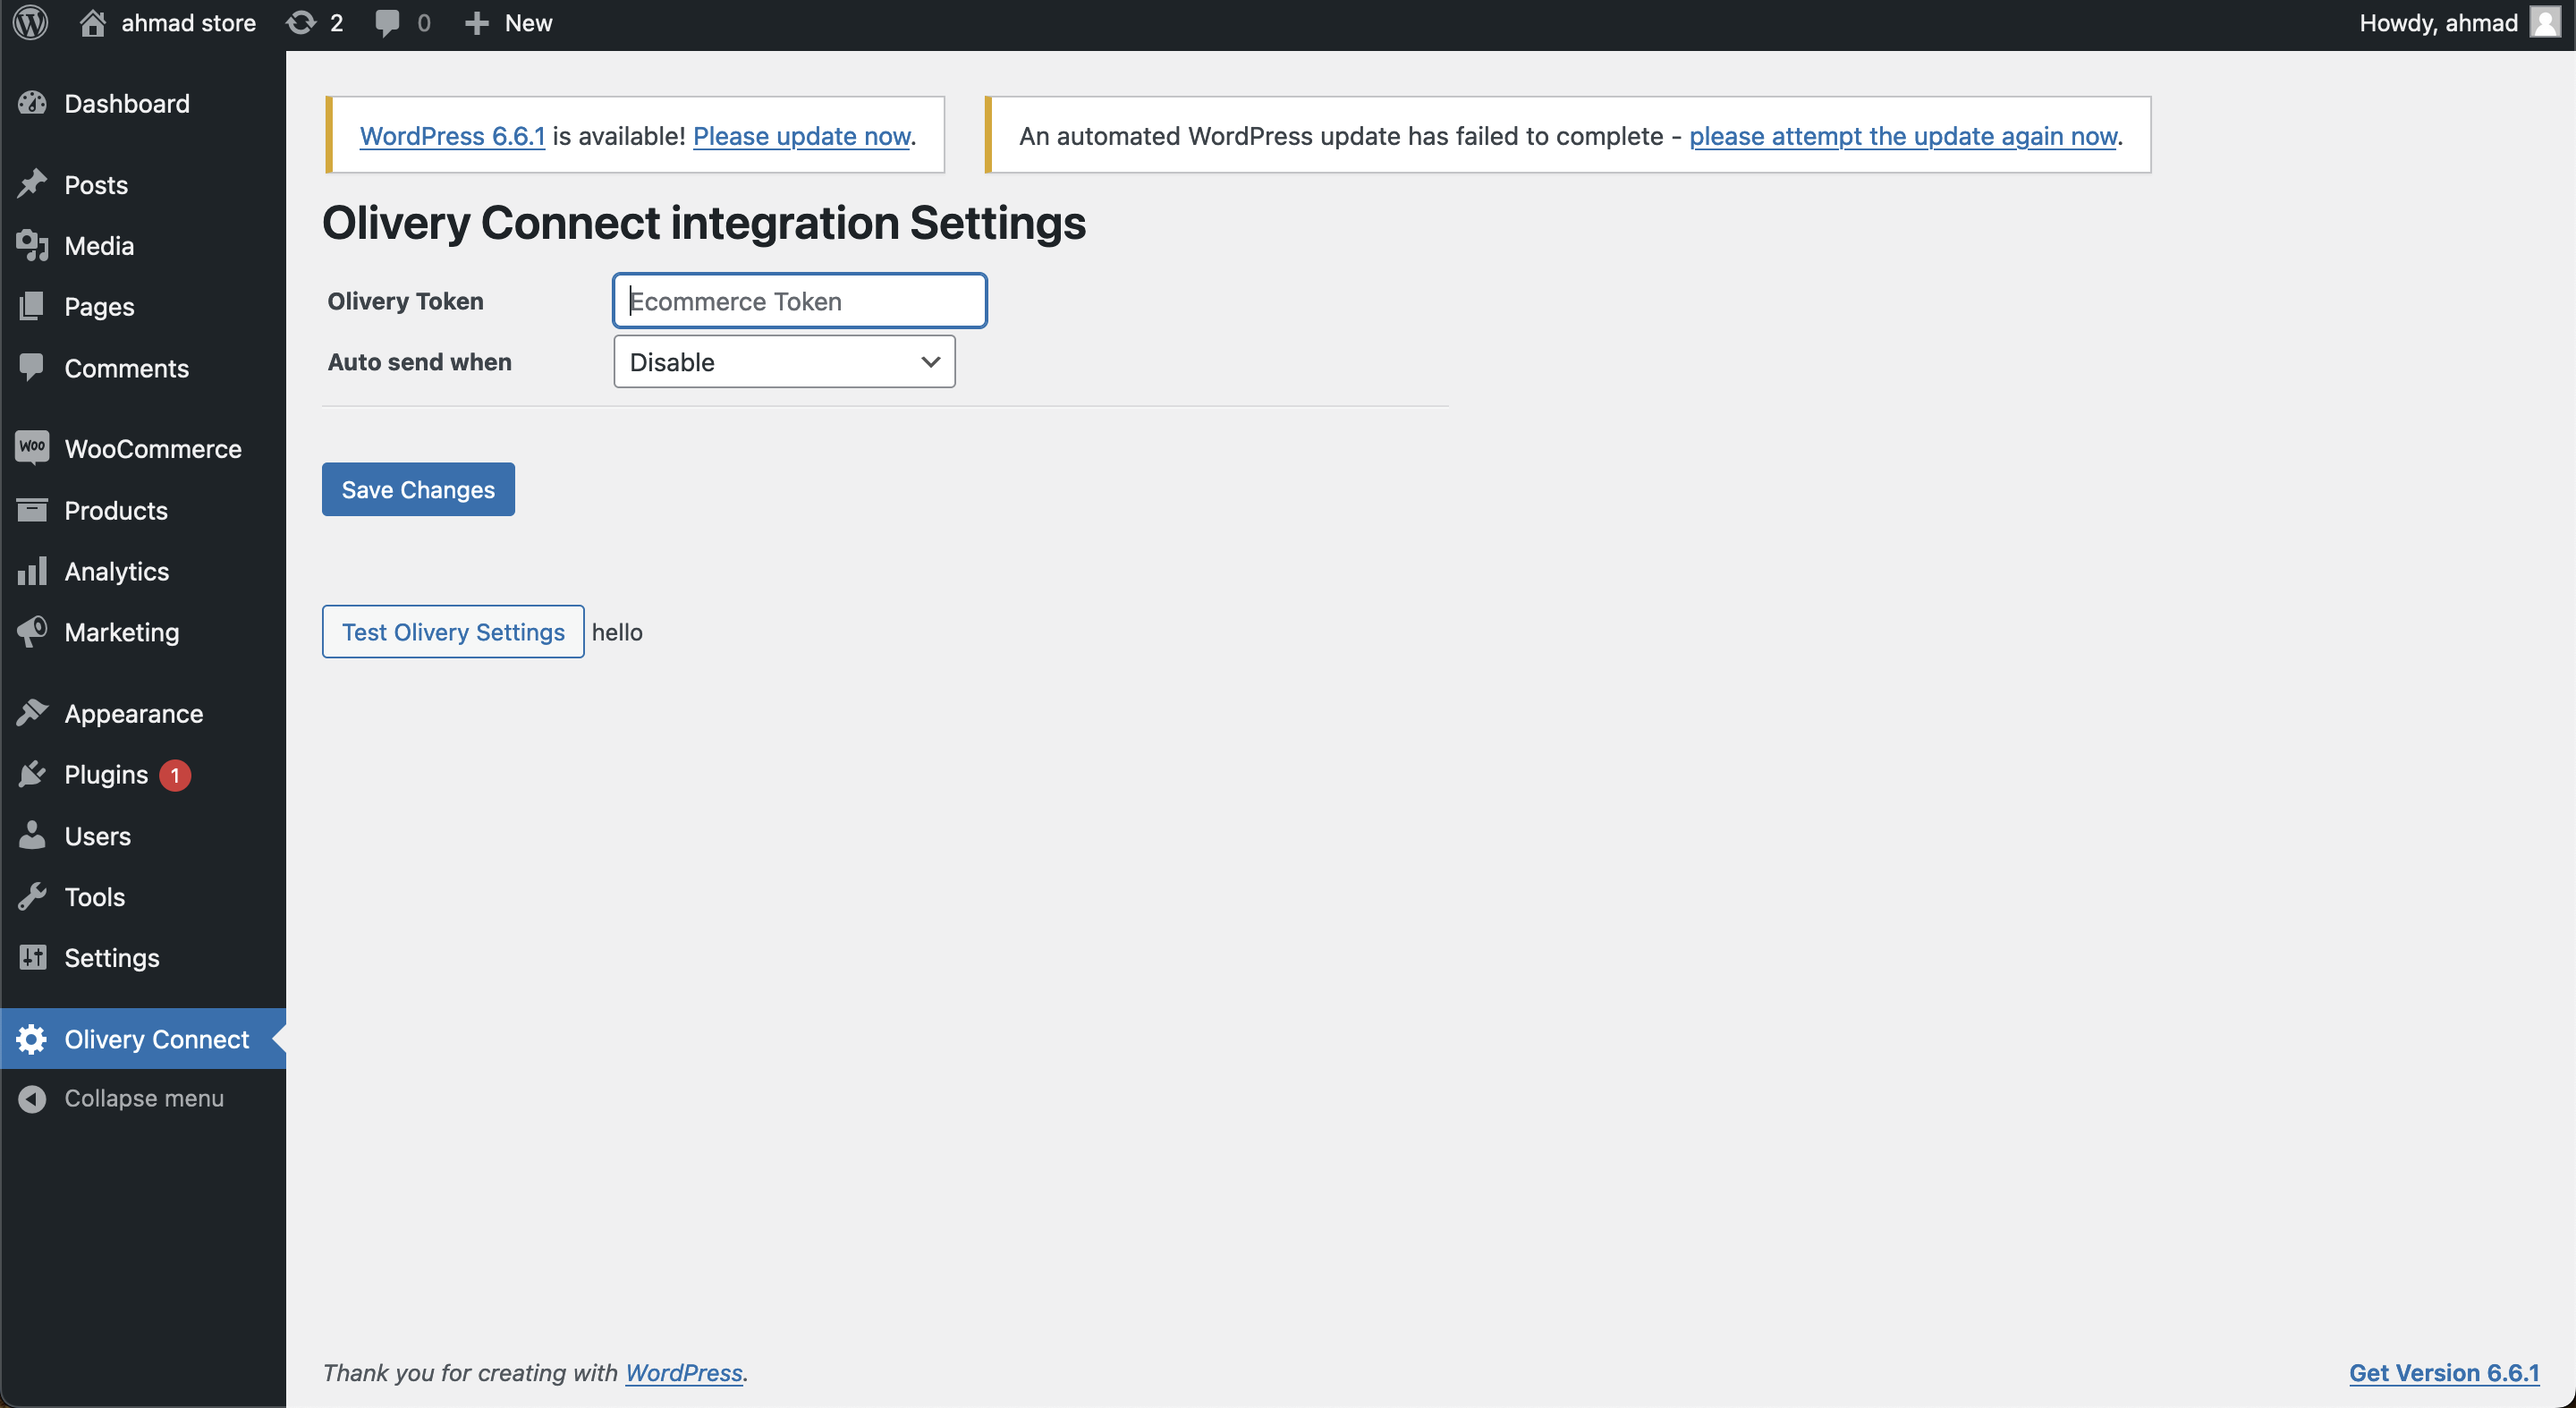 ahmad store 2 0 New Howdy, ahmad
Dashboard
Posts
Media
Pages
Comments
Woo WooCommerce
Products
Analytics
Marketing
Appearance
Plugins 1
Users
Tools
Settings
Olivery Connect
Collapse menu
WordPress 6.6.1 is available! Please update now.
An automated WordPress update has failed to complete - please attempt the update again now.
Olivery Connect integration Settings
Olivery Token Ecommerce Token
Auto send when Disable
Save Changes
Test Olivery Settings hello
Thank you for creating with WordPress. Get Version 6.6.1